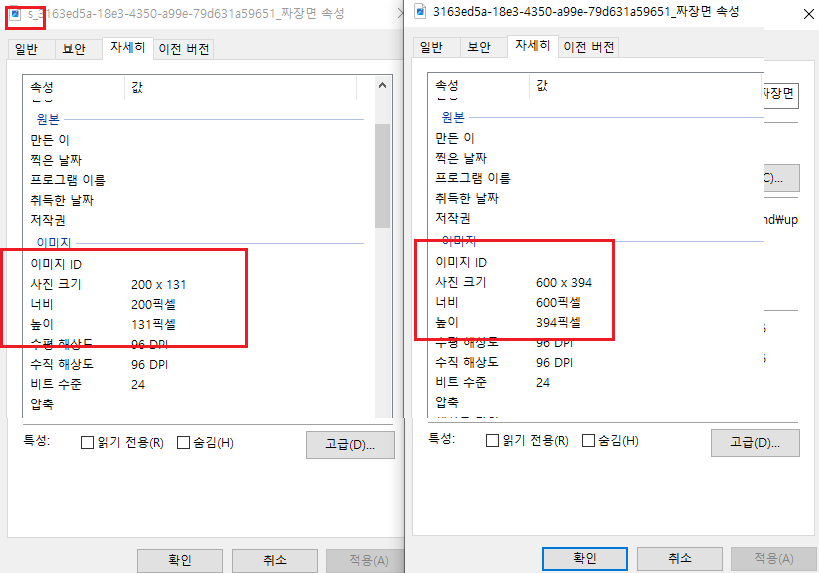 s_3163ed5a-18e3-4350-a99e-79d631a59651_짜장면 속성
일반 보안 자세히 이전 버전
속성 값
원본
만든 이
찍은 날짜
프로그램 이름
취득한 날짜
저작권
이미지
이미지 ID
사진 크기 200 x 131
너비 200픽셀
높이 131픽셀
수평 해상도 96 DPI
수직 해상도 96 DPI
비트 수준 24
압축
특성: 읽기 전용(R) 숨김(H) 고급(D)...
확인 취소 적용(A)
3163ed5a-18e3-4350-a99e-79d631a59651_짜장면 속성
일반 보안 자세히 이전 버전
속성 값
원본
만든 이
찍은 날짜
프로그램 이름
취득한 날짜
저작권
이미지
이미지 ID
사진 크기 600 x 394
너비 600픽셀
높이 394픽셀
수평 해상도 96 DPI
수직 해상도 96 DPI
비트 수준 24
압축
특성: 읽기 전용(R) 숨김(H) 고급(D)...
확인 취소 적용(A)
짜장면
C)...
nd\up